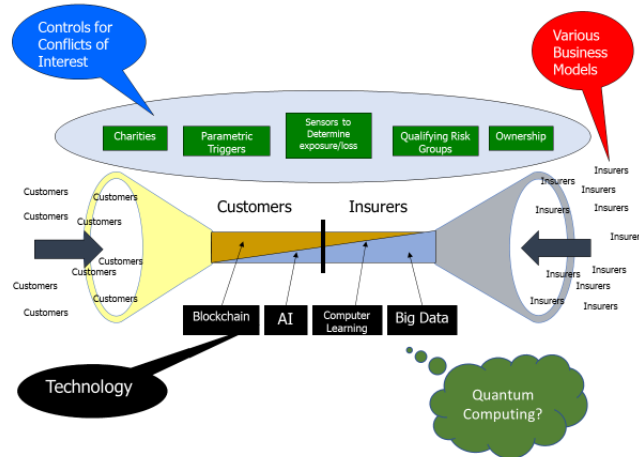 Controls for
Conflicts of
Interest
Various
Business
Models
Charities
Parametric
Triggers
Sensors to
Determine
exposure/loss
Qualifying Risk
Groups
Ownership
Customers
Customers
Customers
Customers
Customers
Customers
Customers
Customers
Customers
Customers
Customers
Insurers
Insurers
Insurers
Insurers
Insurers
Insurers
Insurers
Insurers
Insurers
Insurers
Insurers
Insurers
Blockchain
AI
Computer
Learning
Big Data
Technology
Quantum
Computing?